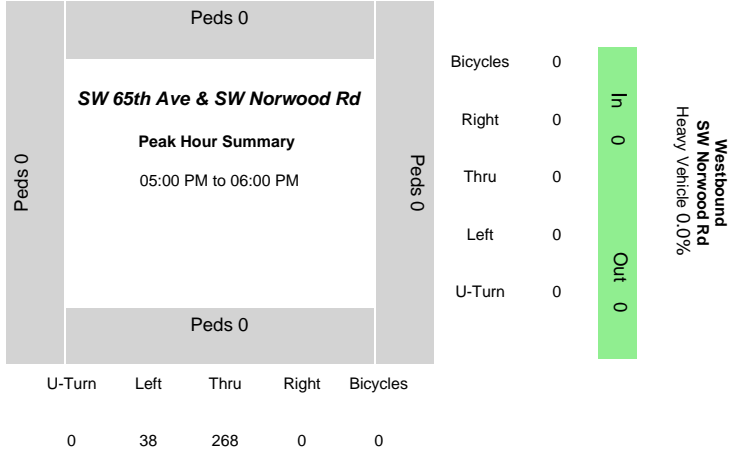 Peds 0
SW 65th Ave & SW Norwood Rd
Peak Hour Summary
05:00 PM to 06:00 PM
Peds 0
Peds 0
Peds 0
Bicycles 0
Right 0
Thru 0
Left 0
U-Turn 0
In 0
Out 0
Westbound
SW Norwood Rd
Heavy Vehicle 0.0%
U-Turn Left Thru Right Bicycles
0 38 268 0 0